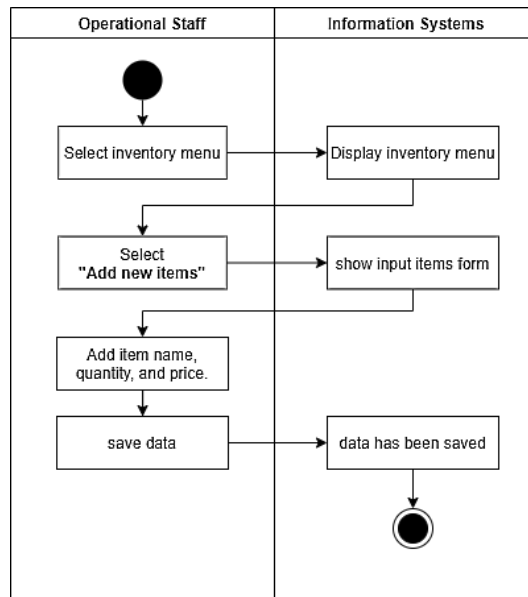 Operational Staff
Information Systems
Select inventory menu
Display inventory menu
Select
"Add new items"
show input items form
Add item name,
quantity, and price.
save data
data has been saved